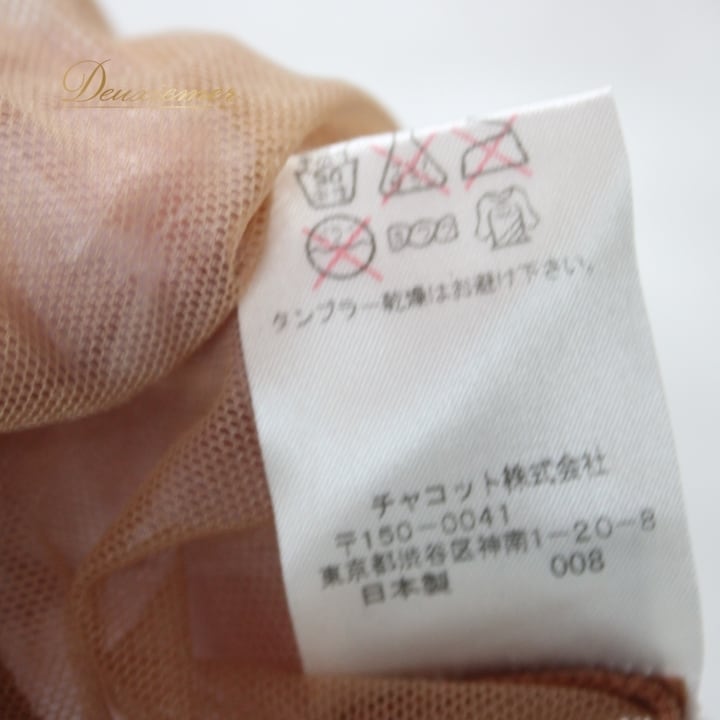 Deuxiemer
タンブラー乾燥はお避け下さい。
チャコット株式会社
〒150-0041
東京都渋谷区神南1-20-8
日本製 008